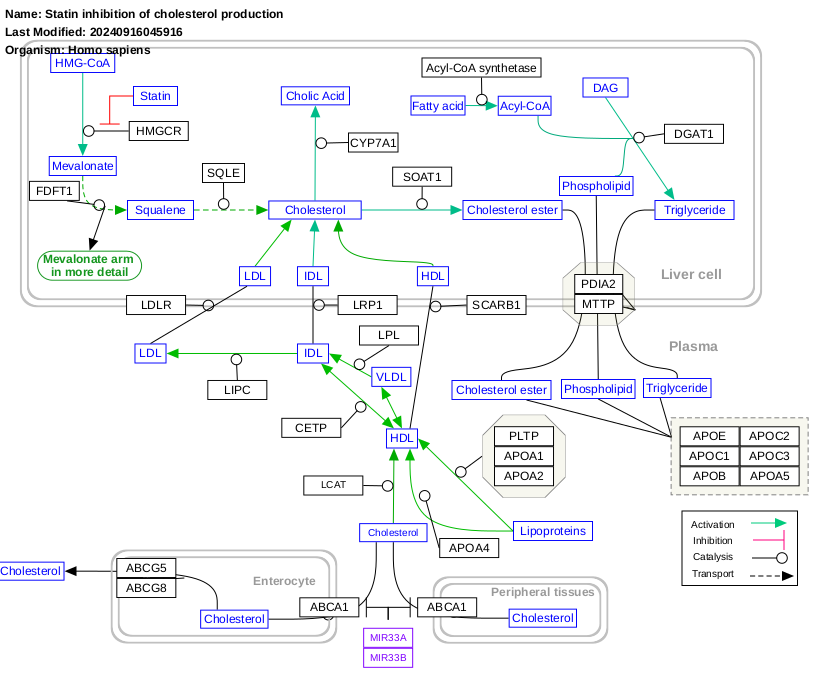 Name: Statin inhibition of cholesterol production
Last Modified: 20240916045916
Organism: Homo sapiens
HMG-CoA
Statin
HMGCR
Mevalonate
FDFT1
Squalene
SQLE
Mevalonate arm
in more detail
Cholic Acid
CYP7A1
Cholesterol
SOAT1
Acyl-CoA synthetase
Fatty acid
Acyl-CoA
DAG
DGAT1
Phospholipid
Cholesterol ester
Triglyceride
LDL
IDL
HDL
PDIA2
MTTP
Liver cell
LDLR
LRP1
SCARB1
Plasma
LDL
IDL
LPL
LIPC
VLDL
CETP
HDL
Cholesterol ester
Phospholipid
Triglyceride
PLTP
APOA1
APOA2
APOE
APOC2
APOC1
APOC3
APOB
APOA5
LCAT
Cholesterol
APOA4
Lipoproteins
Activation
Inhibition
Catalysis
Transport
Cholesterol
ABCG5
ABCG8
Enterocyte
Cholesterol
ABCA1
ABCA1
Peripheral tissues
Cholesterol
MIR33A
MIR33B